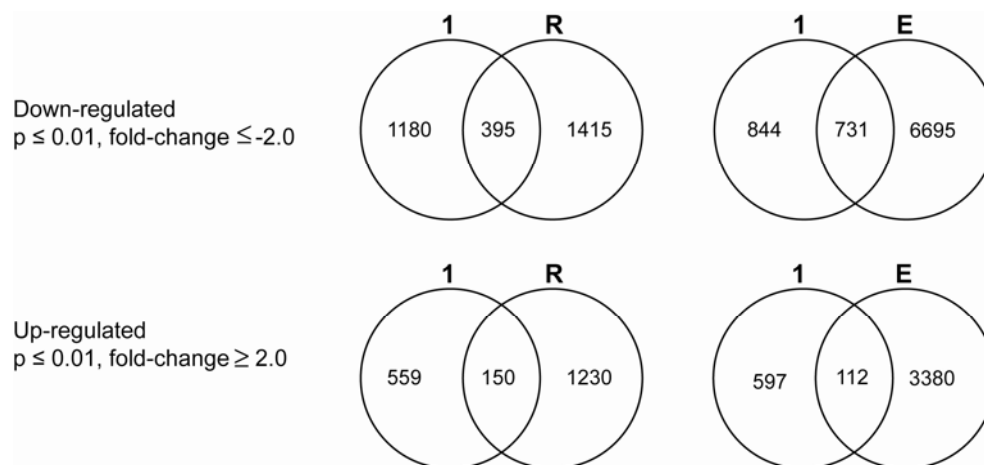 1 R 1 E
Down-regulated
p ≤ 0.01, fold-change ≤-2.0
1180 395 1415 844 731 6695
1 R 1 E
Up-regulated
p ≤ 0.01, fold-change ≥ 2.0
559 150 1230 597 112 3380